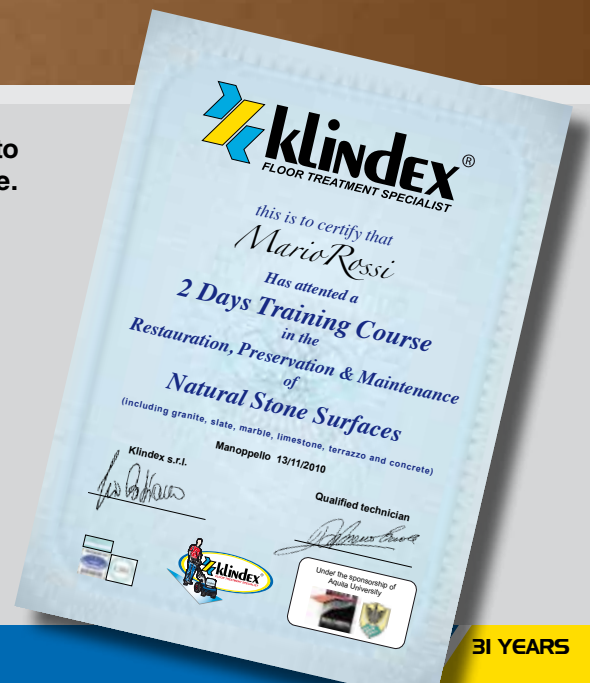 to
e.
klindex ®
FLOOR TREATMENT SPECIALIST
this is to certify that
Mario Rossi
Has attented a
2 Days Training Course
in the
Restauration, Preservation & Maintenance
of
Natural Stone Surfaces
(including granite, slate, marble, limestone, terrazzo and concrete)
Manoppello 13/11/2010
Klindex s.r.l.
Qualified technician
klindex
Under the sponsorship of
Aquila University
31 YEARS